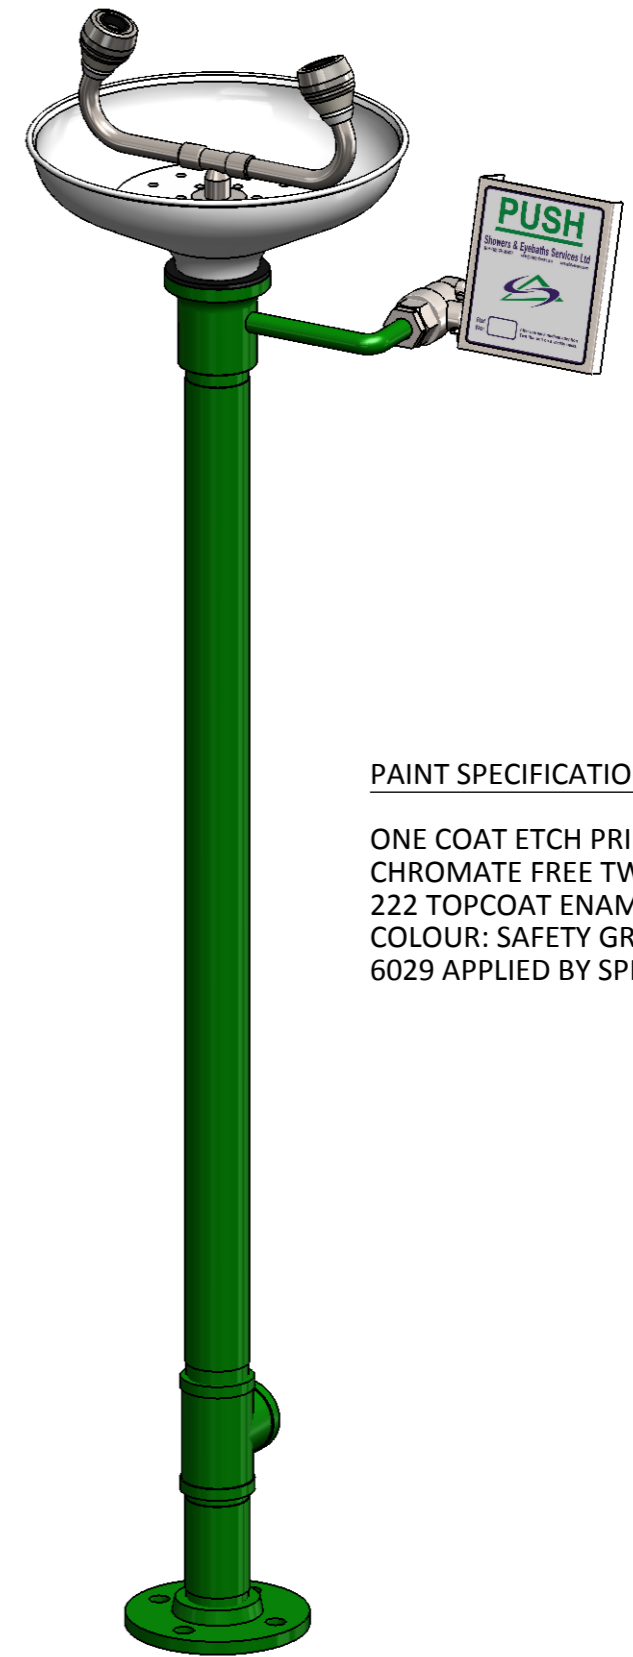 PUSH
Showers & Eyebaths Services Ltd
PAINT SPECIFICATIO
ONE COAT ETCH PRI
CHROMATE FREE TW
222 TOPCOAT ENAM
COLOUR: SAFETY GR
6029 APPLIED BY SP